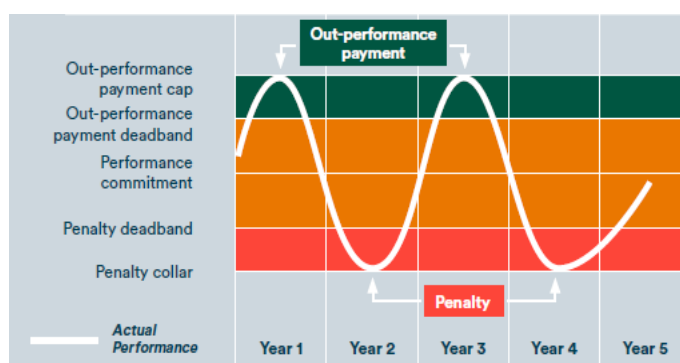 Out-performance
payment
Out-performance
payment cap
Out-performance
payment deadband
Performance
commitment
Penalty deadband
Penalty collar
Penalty
Actual
Performance
Year 1
Year 2
Year 3
Year 4
Year 5